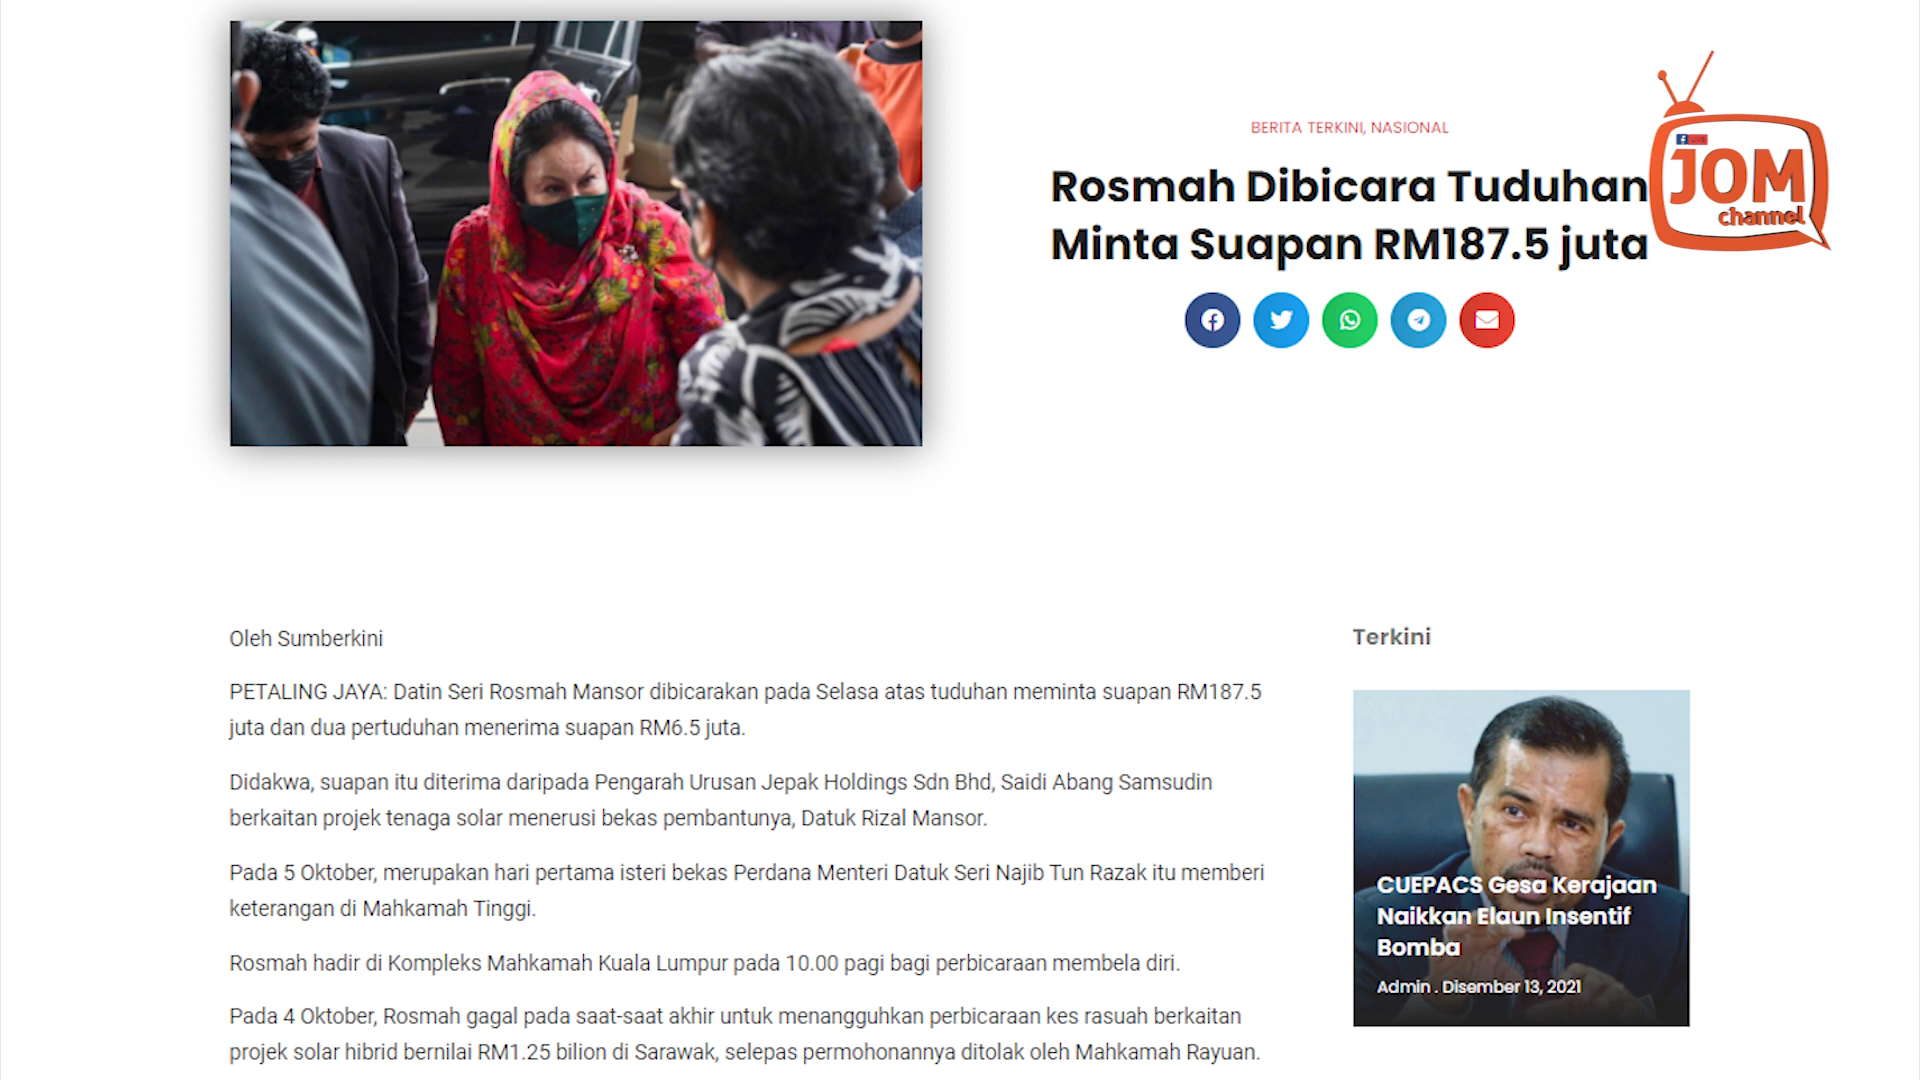 BERITA TERKINI, NASIONAL
Rosmah Dibicara Tuduhan
Minta Suapan RM187.5 juta
JOM
channel
Oleh Sumberkini
PETALING JAYA: Datin Seri Rosmah Mansor dibicarakan pada Selasa atas tuduhan meminta suapan RM187.5
juta dan dua pertuduhan menerima suapan RM6.5 juta.
Didakwa, suapan itu diterima daripada Pengarah Urusan Jepak Holdings Sdn Bhd, Saidi Abang Samsudin
berkaitan projek tenaga solar menerusi bekas pembantunya, Datuk Rizal Mansor.
Pada 5 Oktober, merupakan hari pertama isteri bekas Perdana Menteri Datuk Seri Najib Tun Razak itu memberi
keterangan di Mahkamah Tinggi.
Rosmah hadir di Kompleks Mahkamah Kuala Lumpur pada 10.00 pagi bagi perbicaraan membela diri.
Pada 4 Oktober, Rosmah gagal pada saat-saat akhir untuk menangguhkan perbicaraan kes rasuah berkaitan
projek solar hibrid bernilai RM1.25 bilion di Sarawak, selepas permohonannya ditolak oleh Mahkamah Rayuan.
Terkini
CUEPACS Gesa Kerajaan
Naikkan Elaun Insentif
Bomba
Admin . Disember 13, 2021